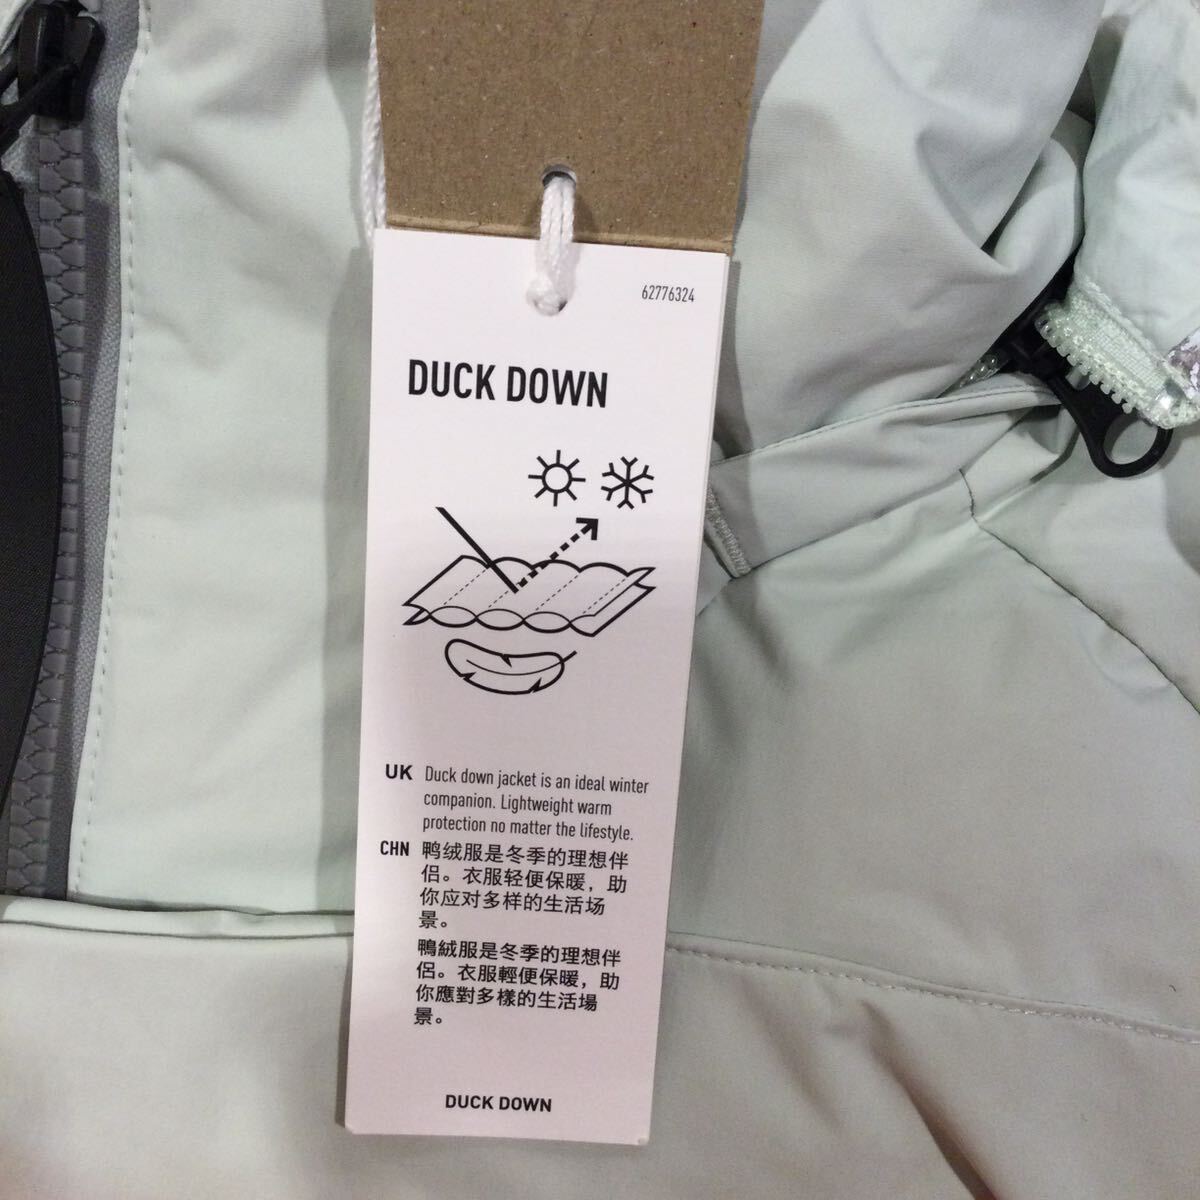 62776324
DUCK DOWN
UK Duck down jacket is an ideal winter
companion. Lightweight warm
protection no matter the lifestyle.
CHN 鸭绒服是冬季的理想伴
侣。衣服轻便保暖，助
你应对多样的生活场
景。
鴨絨服是冬季的理想伴
侶。衣服輕便保暖，助
你應對多樣的生活場
景。
DUCK DOWN